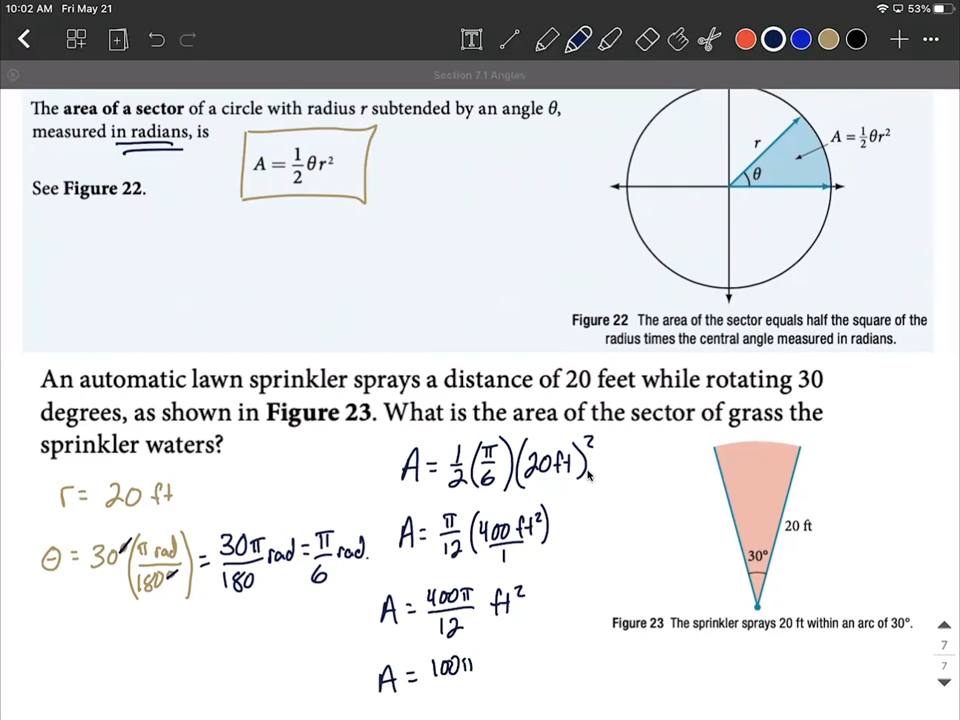 10:02 AM Fri May 21
53%
Section 7.1 Angles
The area of a sector of a circle with radius r subtended by an angle θ,
measured in radians, is
A = 1/2 θr²
See Figure 22.
r
θ
A = 1/2 θr²
Figure 22 The area of the sector equals half the square of the
radius times the central angle measured in radians.
An automatic lawn sprinkler sprays a distance of 20 feet while rotating 30
degrees, as shown in Figure 23. What is the area of the sector of grass the
sprinkler waters?
r = 20 ft
θ = 30° (π rad / 180°) = 30π/180 rad = π/6 rad.
A = 1/2 (π/6)(20ft)²
A = π/12 (400 ft²/1)
A = 400π/12 ft²
A = 100π
20 ft
30°
Figure 23 The sprinkler sprays 20 ft within an arc of 30°.
7
7